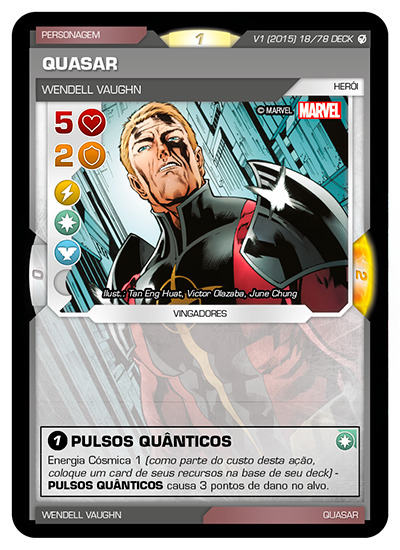 PERSONAGEM
1
V1 (2015) 18/78 DECK
QUASAR
WENDELL VAUGHN
HERÓI
5
© MARVEL MARVEL
2
0
2
Ilust.: Tan Eng Huat, Victor Olazaba, June Chung
VINGADORES
1 PULSOS QUÂNTICOS
Energia Cósmica 1 (como parte do custo desta ação,
coloque um card de seus recursos na base de seu deck) -
PULSOS QUÂNTICOS causa 3 pontos de dano no alvo.
WENDELL VAUGHN
QUASAR